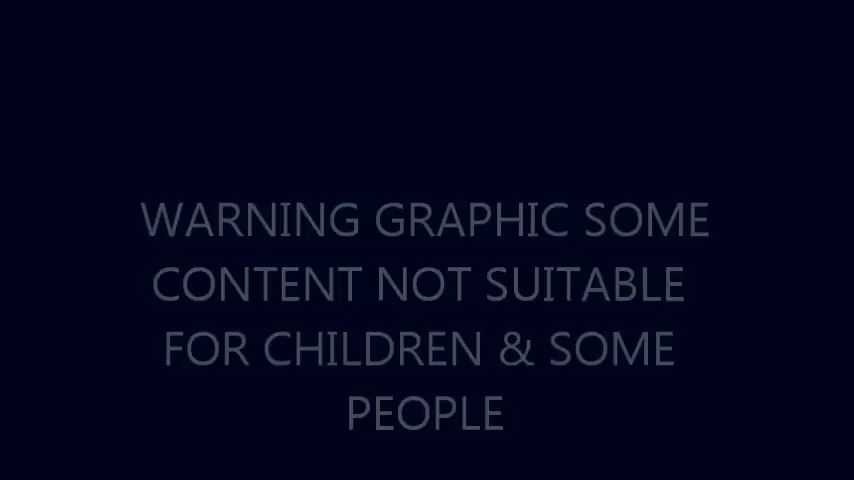 WARNING GRAPHIC SOME
CONTENT NOT SUITABLE
FOR CHILDREN & SOME
PEOPLE